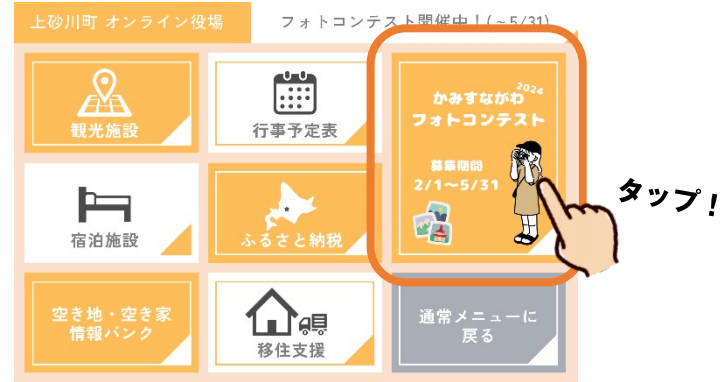 上砂川町 オンライン役場
フォトコンテスト開催中！(~5/31)
観光施設
行事予定表
かみすながわ2024
フォトコンテスト
募集期間
2/1~5/31
タップ！
宿泊施設
ふるさと納税
空き地・空き家
情報バンク
移住支援
通常メニューに
戻る